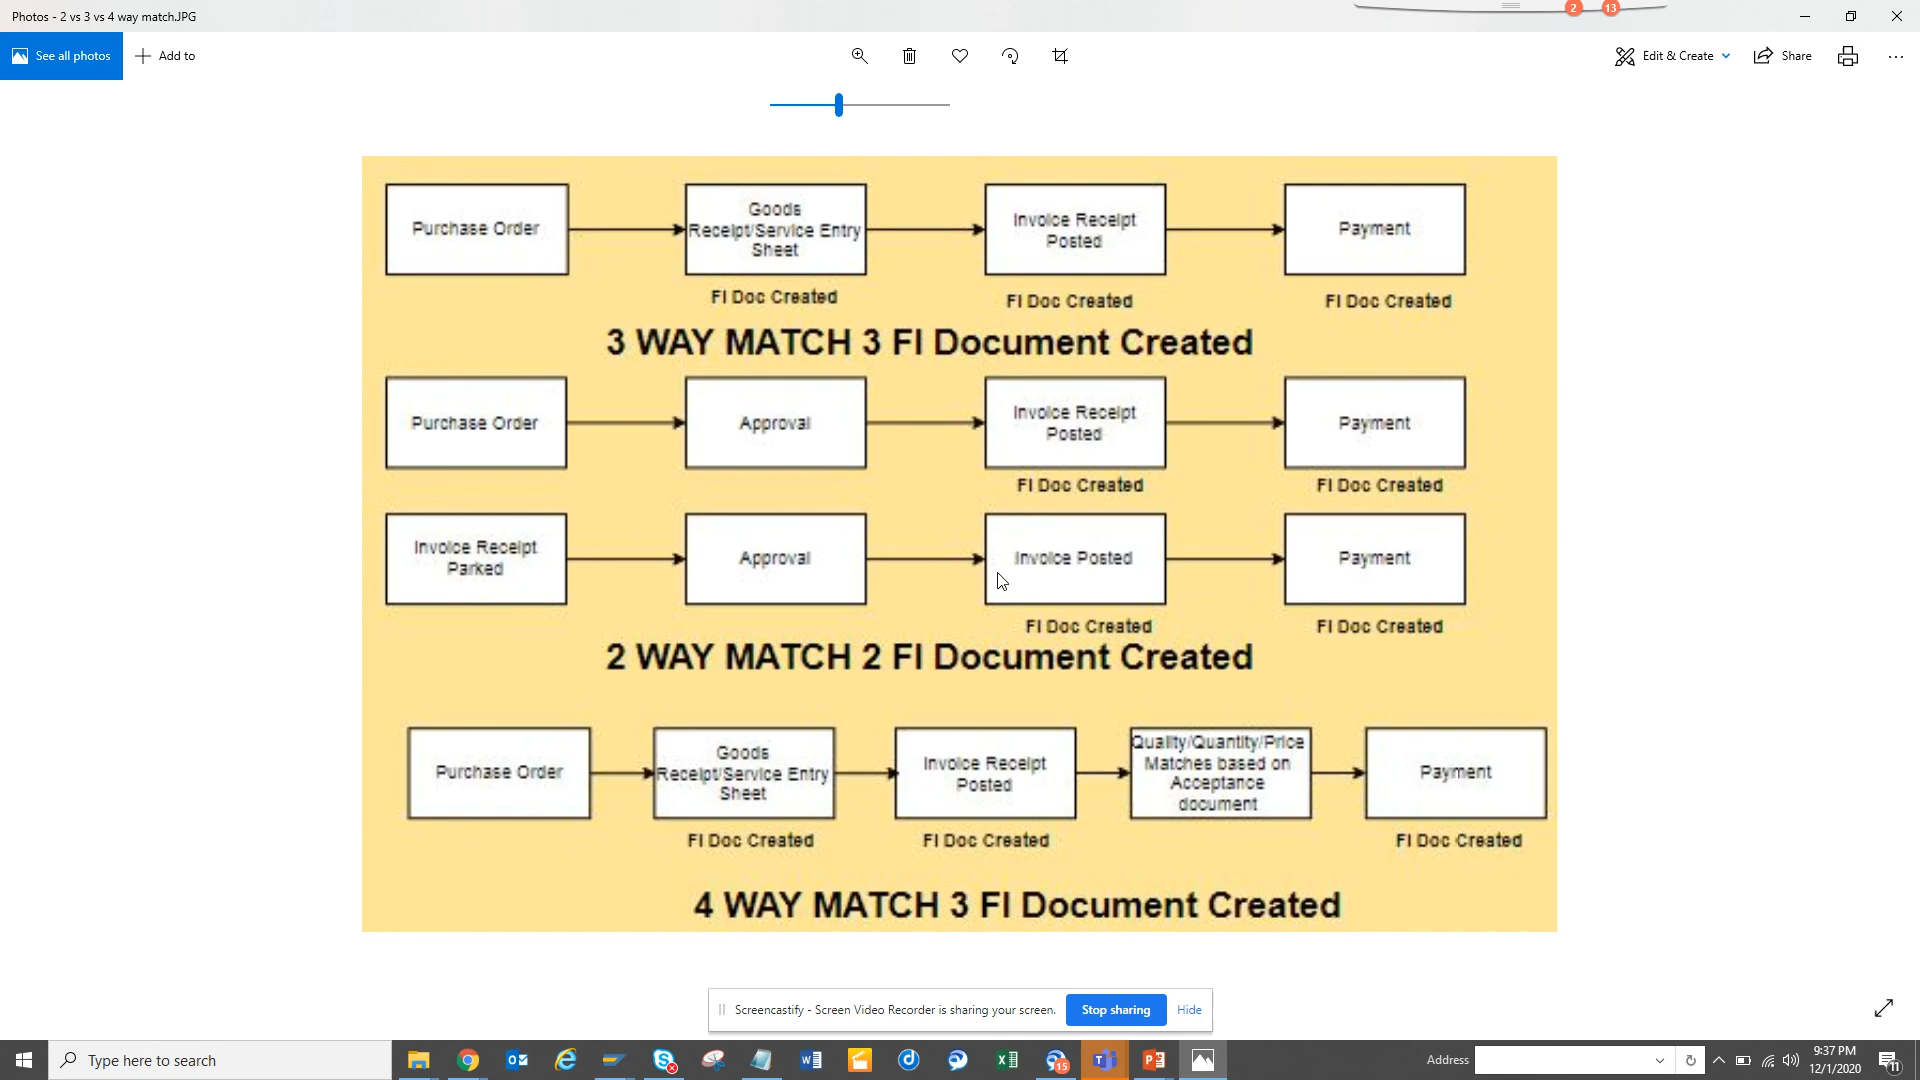 Photos - 2 vs 3 vs 4 way match.JPG
2 13
See all photos Add to Edit & Create Share
Purchase Order
Goods
Receipt/Service Entry
Sheet
Invoice Receipt
Posted
Payment
FI Doc Created FI Doc Created FI Doc Created
3 WAY MATCH 3 FI Document Created
Purchase Order
Approval
Invoice Receipt
Posted
Payment
FI Doc Created FI Doc Created
Invoice Receipt
Parked
Approval
Invoice Posted
Payment
FI Doc Created FI Doc Created
2 WAY MATCH 2 FI Document Created
Purchase Order
Goods
Receipt/Service Entry
Sheet
Invoice Receipt
Posted
Quality/Quantity/Price
Matches based on
Acceptance
document
Payment
FI Doc Created FI Doc Created FI Doc Created
4 WAY MATCH 3 FI Document Created
Screencastify - Screen Video Recorder is sharing your screen. Stop sharing Hide
Type here to search
15
Address
9:37 PM
12/1/2020
11